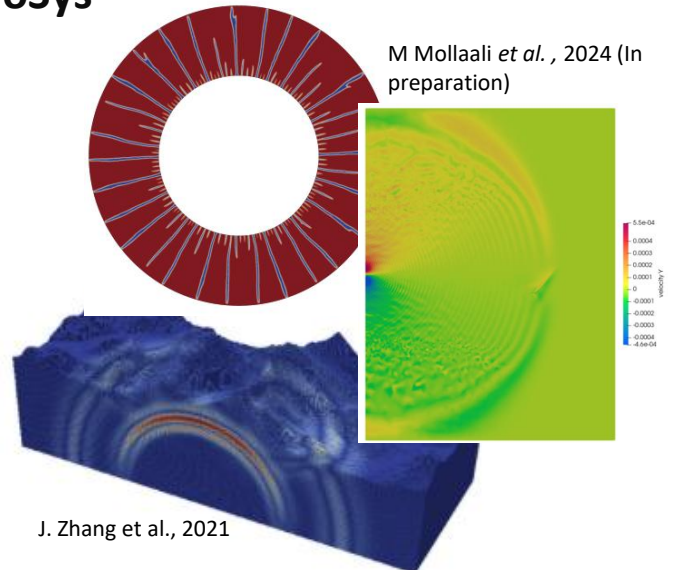 M Mollaali et al. , 2024 (In
preparation)
5.5e-04
0.0004
0.0003
0.0002
0.0001
0
-0.0001
-0.0002
-0.0003
-0.0004
-4.6e-04
velocity Y
J. Zhang et al., 2021